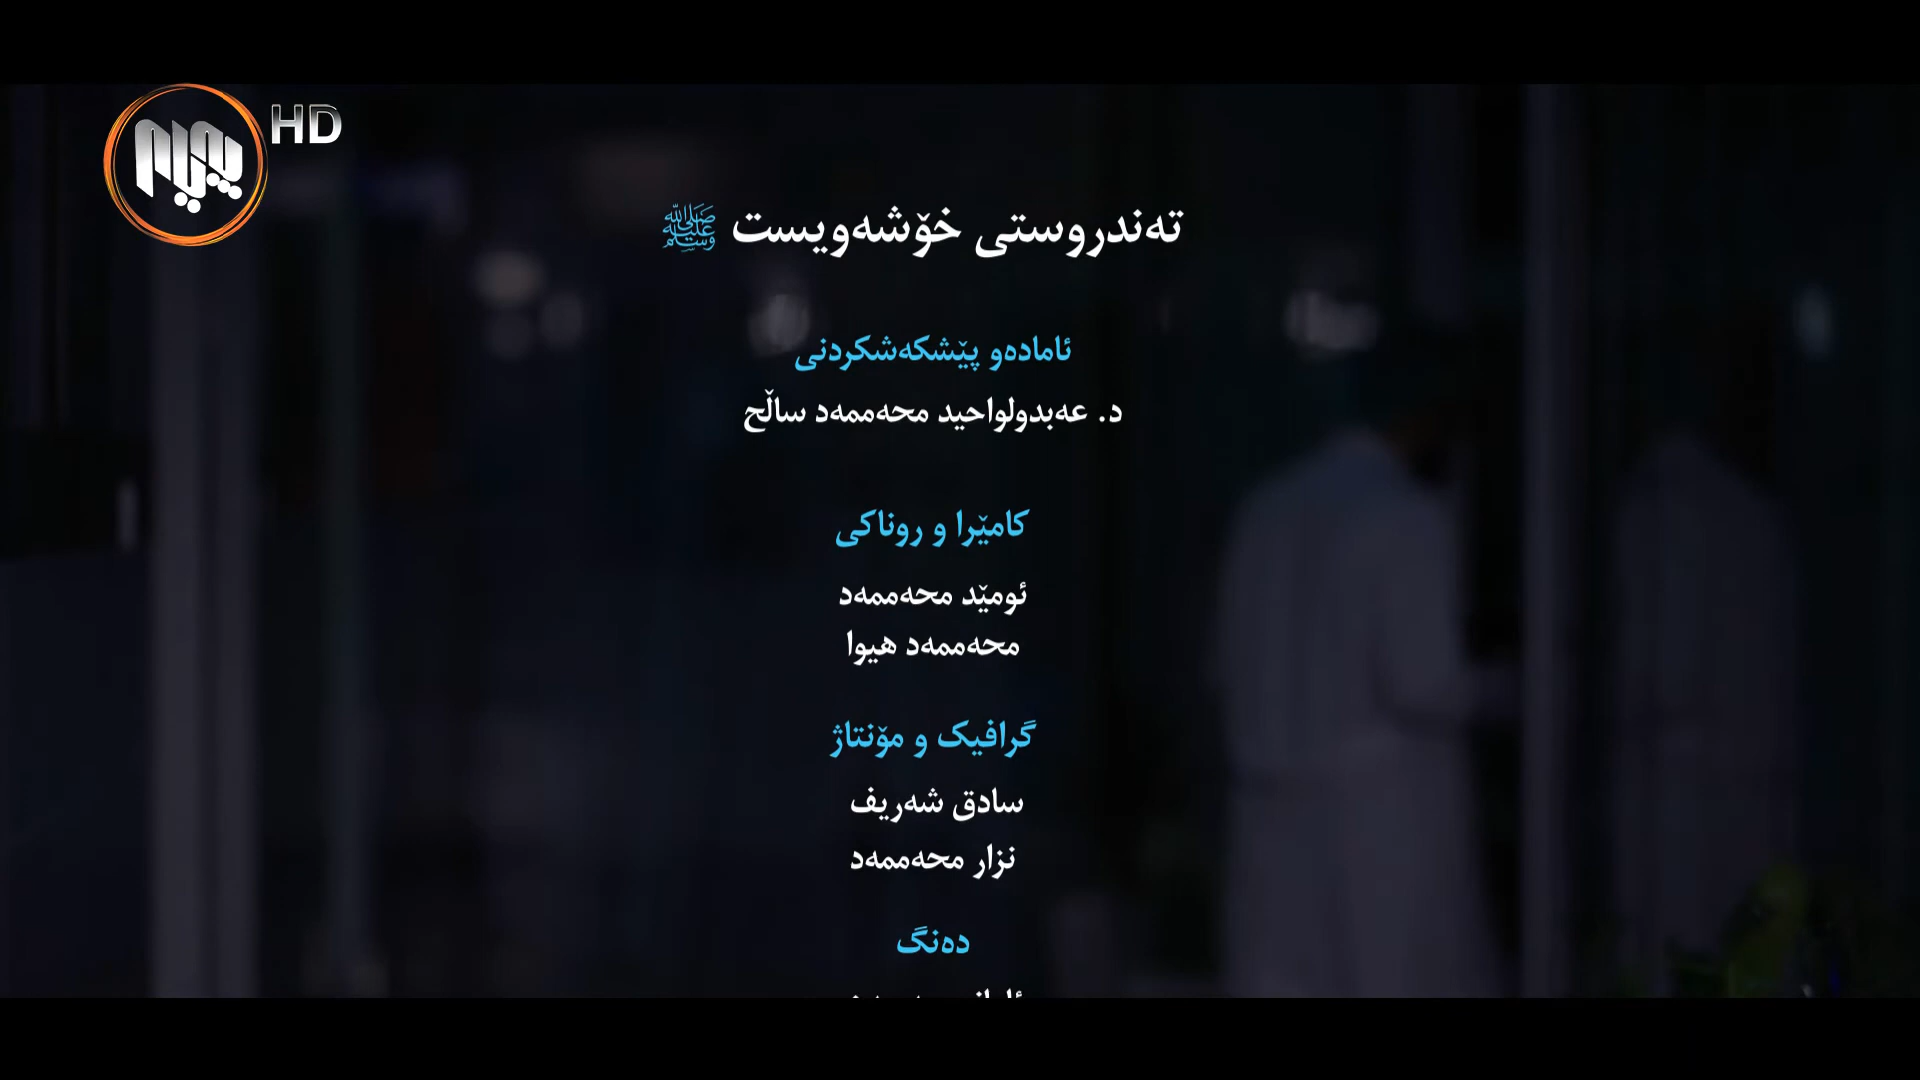 پەیام
HD
تەندروستی خۆشەویست ﷺ
ئامادەو پێشکەشکردنی
د. عەبدولواحید محەممەد ساڵح
کامێرا و روناکی
ئومێد محەممەد
محەممەد هیوا
گرافیک و مۆنتاژ
سادق شەریف
نزار محەممەد
دەنگ